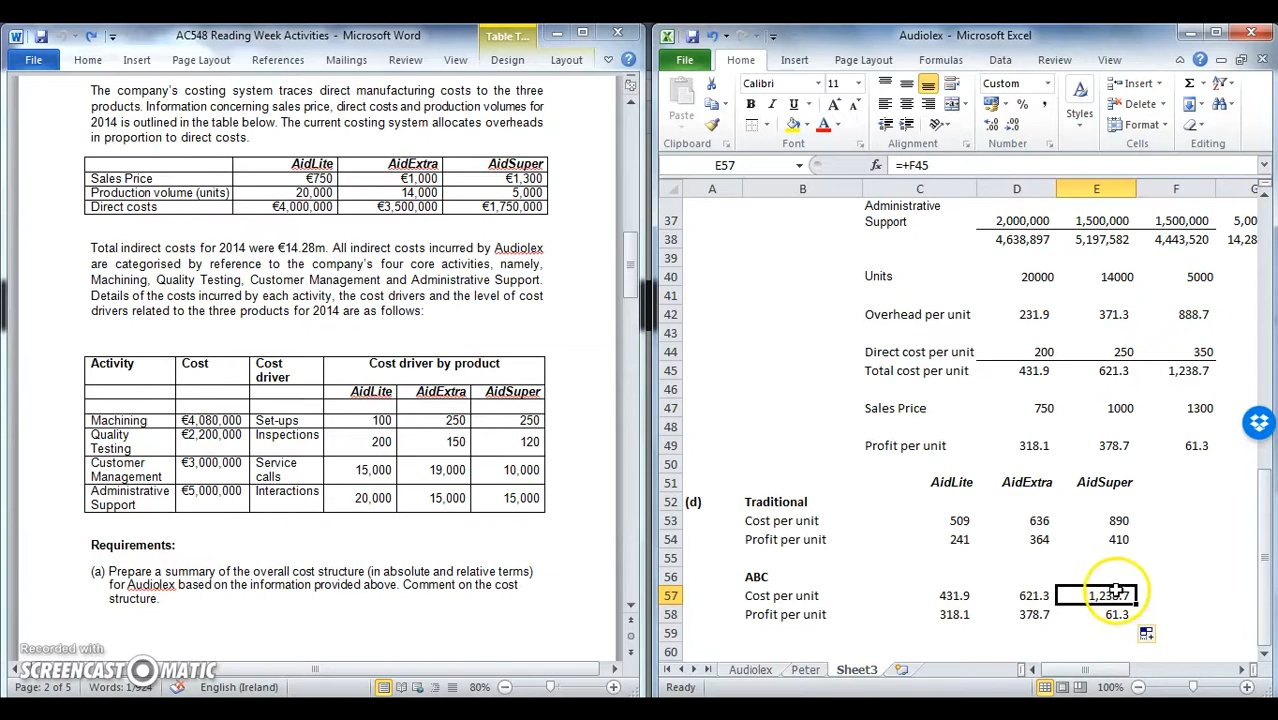 AC548 Reading Week Activities - Microsoft Word
Table T...
File Home Insert Page Layout References Mailings Review View Design Layout
The company's costing system traces direct manufacturing costs to the three
products. Information concerning sales price, direct costs and production volumes for
2014 is outlined in the table below. The current costing system allocates overheads
in proportion to direct costs.
AidLite AidExtra AidSuper
Sales Price €750 €1,000 €1,300
Production volume (units) 20,000 14,000 5,000
Direct costs €4,000,000 €3,500,000 €1,750,000
Total indirect costs for 2014 were €14.28m. All indirect costs incurred by Audiolex
are categorised by reference to the company's four core activities, namely,
Machining, Quality Testing, Customer Management and Administrative Support.
Details of the costs incurred by each activity, the cost drivers and the level of cost
drivers related to the three products for 2014 are as follows:
Activity Cost Cost driver Cost driver by product
AidLite AidExtra AidSuper
Machining €4,080,000 Set-ups 100 250 250
Quality Testing €2,200,000 Inspections 200 150 120
Customer Management €3,000,000 Service calls 15,000 19,000 10,000
Administrative Support €5,000,000 Interactions 20,000 15,000 15,000
Requirements:
(a) Prepare a summary of the overall cost structure (in absolute and relative terms)
for Audiolex based on the information provided above. Comment on the cost
structure.
Recorded with
SCREENCAST-O-MATIC
Page: 2 of 5 Words: 1/924 English (Ireland) 80%
Audiolex - Microsoft Excel
File Home Insert Page Layout Formulas Data Review View
Paste
Calibri 11
Custom
Styles
Insert
Delete
Format
Clipboard Font Alignment Number Cells Editing
E57 fx =+F45
A B C D E F G
37 Administrative Support 2,000,000 1,500,000 1,500,000 5,00
38 4,638,897 5,197,582 4,443,520 14,28
39
40 Units 20000 14000 5000
41
42 Overhead per unit 231.9 371.3 888.7
43
44 Direct cost per unit 200 250 350
45 Total cost per unit 431.9 621.3 1,238.7
46
47 Sales Price 750 1000 1300
48
49 Profit per unit 318.1 378.7 61.3
50
51 AidLite AidExtra AidSuper
52 (d) Traditional
53 Cost per unit 509 636 890
54 Profit per unit 241 364 410
55
56 ABC
57 Cost per unit 431.9 621.3 1,238.7
58 Profit per unit 318.1 378.7 61.3
59
60
Audiolex Peter Sheet3
Ready 100%